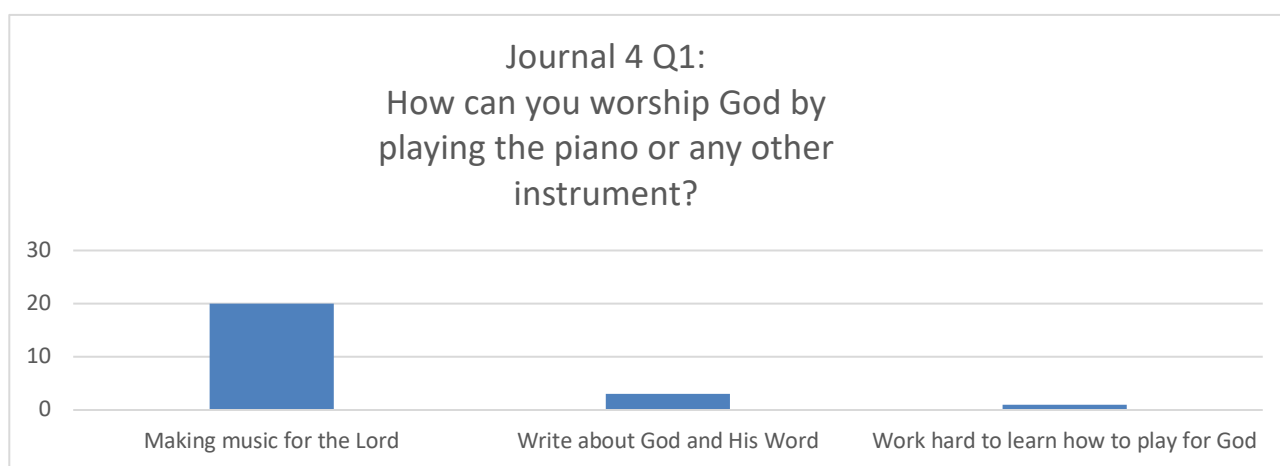 Journal 4 Q1:
How can you worship God by
playing the piano or any other
instrument?
30
20
10
0
Making music for the Lord
Write about God and His Word
Work hard to learn how to play for God